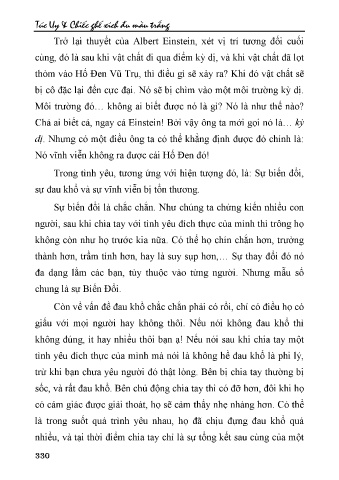 Túc Uy & Chiếc ghế xích đu màu trắng
Trở lại thuyết của Albert Einstein, xét vị trí tương đối cuối
cùng, đó là sau khi vật chất đi qua điểm kỳ dị, và khi vật chất đã lọt
thỏm vào Hố Đen Vũ Trụ, thì điều gì sẽ xảy ra? Khi đó vật chất sẽ
bị cô đặc lại đến cực đại. Nó sẽ bị chìm vào một môi trường kỳ dị.
Môi trường đó… không ai biết được nó là gì? Nó là như thế nào?
Chả ai biết cả, ngay cả Einstein! Bởi vậy ông ta mới gọi nó là… kỳ
dị. Nhưng có một điều ông ta có thể khẳng định được đó chính là:
Nó vĩnh viễn không ra được cái Hố Đen đó!
Trong tình yêu, tương ứng với hiện tượng đó, là: Sự biến đổi,
sự đau khổ và sự vĩnh viễn bị tổn thương.
Sự biến đổi là chắc chắn. Như chúng ta chứng kiến nhiều con
người, sau khi chia tay với tình yêu đích thực của mình thì trông họ
không còn như họ trước kia nữa. Có thể họ chín chắn hơn, trưởng
thành hơn, trầm tính hơn, hay là suy sụp hơn,… Sự thay đổi đó nó
đa dạng lắm các bạn, tùy thuộc vào từng người. Nhưng mẫu số
chung là sự Biến Đổi.
Còn về vấn đề đau khổ chắc chắn phải có rồi, chỉ có điều họ có
giấu với mọi người hay không thôi. Nếu nói không đau khổ thì
không đúng, ít hay nhiều thôi bạn ạ! Nếu nói sau khi chia tay một
tình yêu đích thực của mình mà nói là không hề đau khổ là phi lý,
trừ khi bạn chưa yêu người đó thật lòng. Bên bị chia tay thường bị
sốc, và rất đau khổ. Bên chủ động chia tay thì có đỡ hơn, đôi khi họ
có cảm giác được giải thoát, họ sẽ cảm thấy nhẹ nhàng hơn. Có thể
là trong suốt quá trình yêu nhau, họ đã chịu đựng đau khổ quá
nhiều, và tại thời điểm chia tay chỉ là sự tổng kết sau cùng của một
330